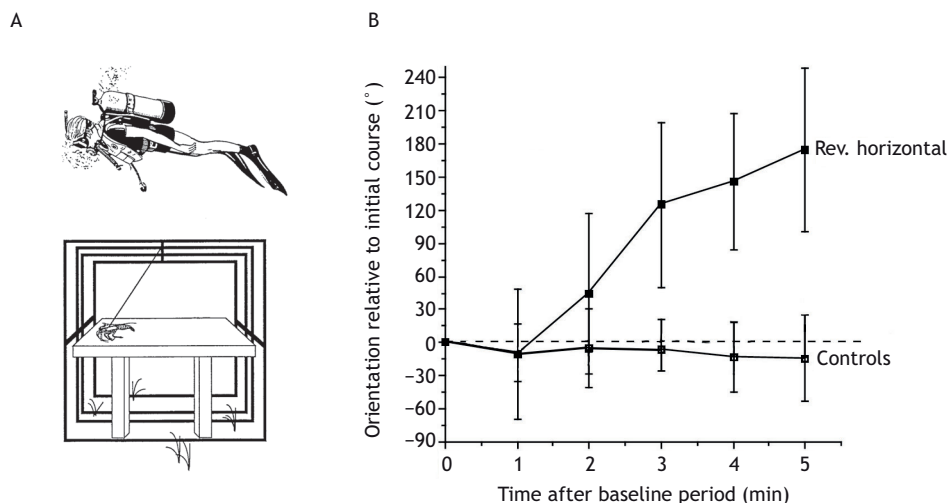 A
B
Orientation relative to initial course (°)
240
210
180
150
120
90
60
30
0
−30
−60
−90
Rev. horizontal
Controls
0 1 2 3 4 5
Time after baseline period (min)